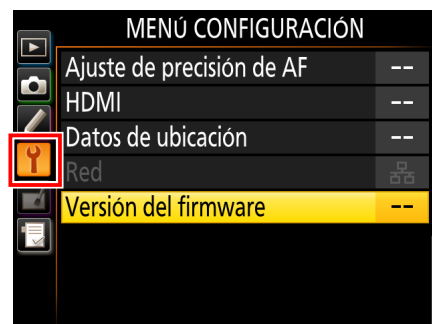 MENÚ CONFIGURACIÓN
Ajuste de precisión de AF --
HDMI --
Datos de ubicación --
Red
Versión del firmware --